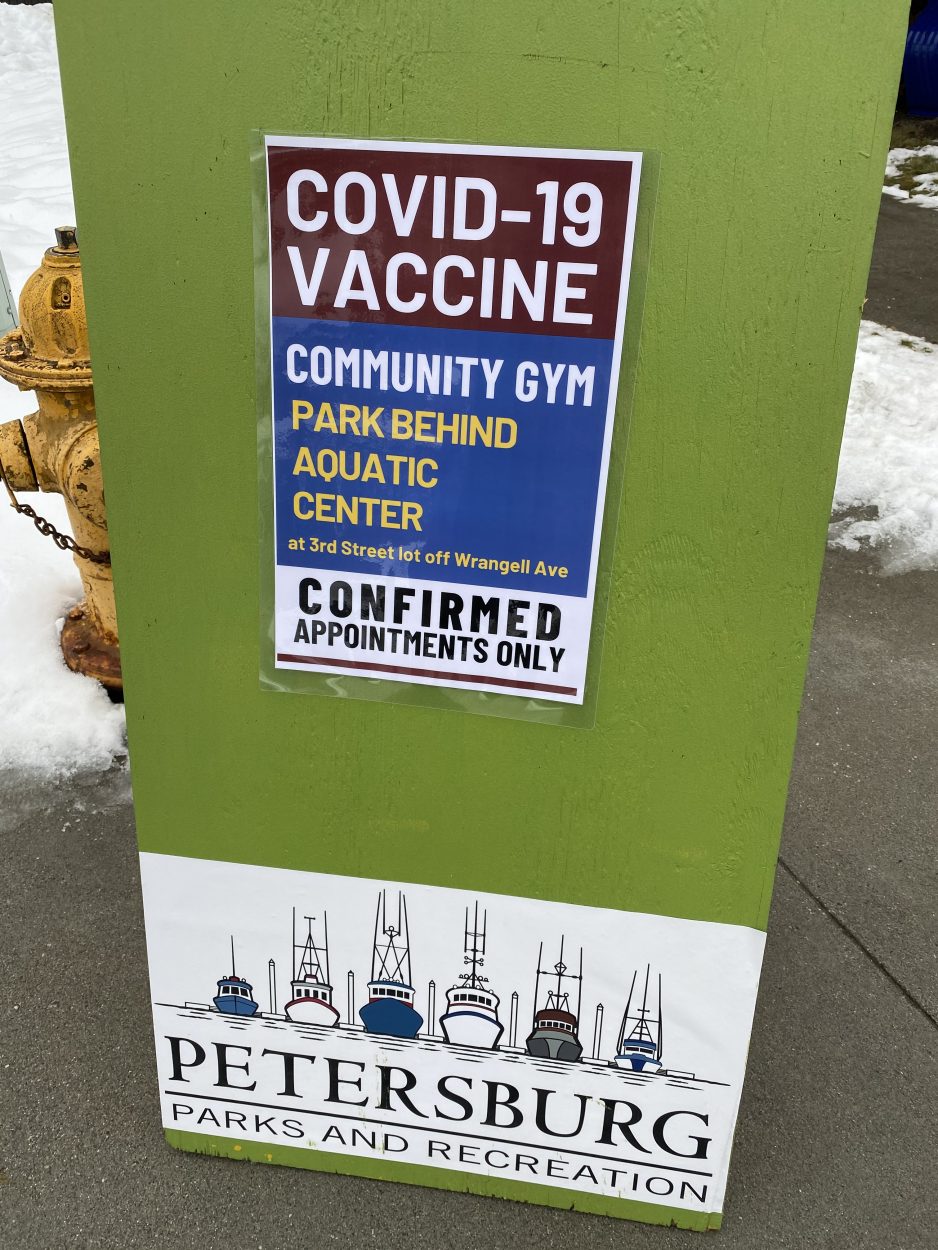 COVID-19
VACCINE
COMMUNITY GYM
PARK BEHIND
AQUATIC
CENTER
at 3rd Street lot off Wrangell Ave
CONFIRMED
APPOINTMENTS ONLY
PETERSBURG
PARKS AND RECREATION